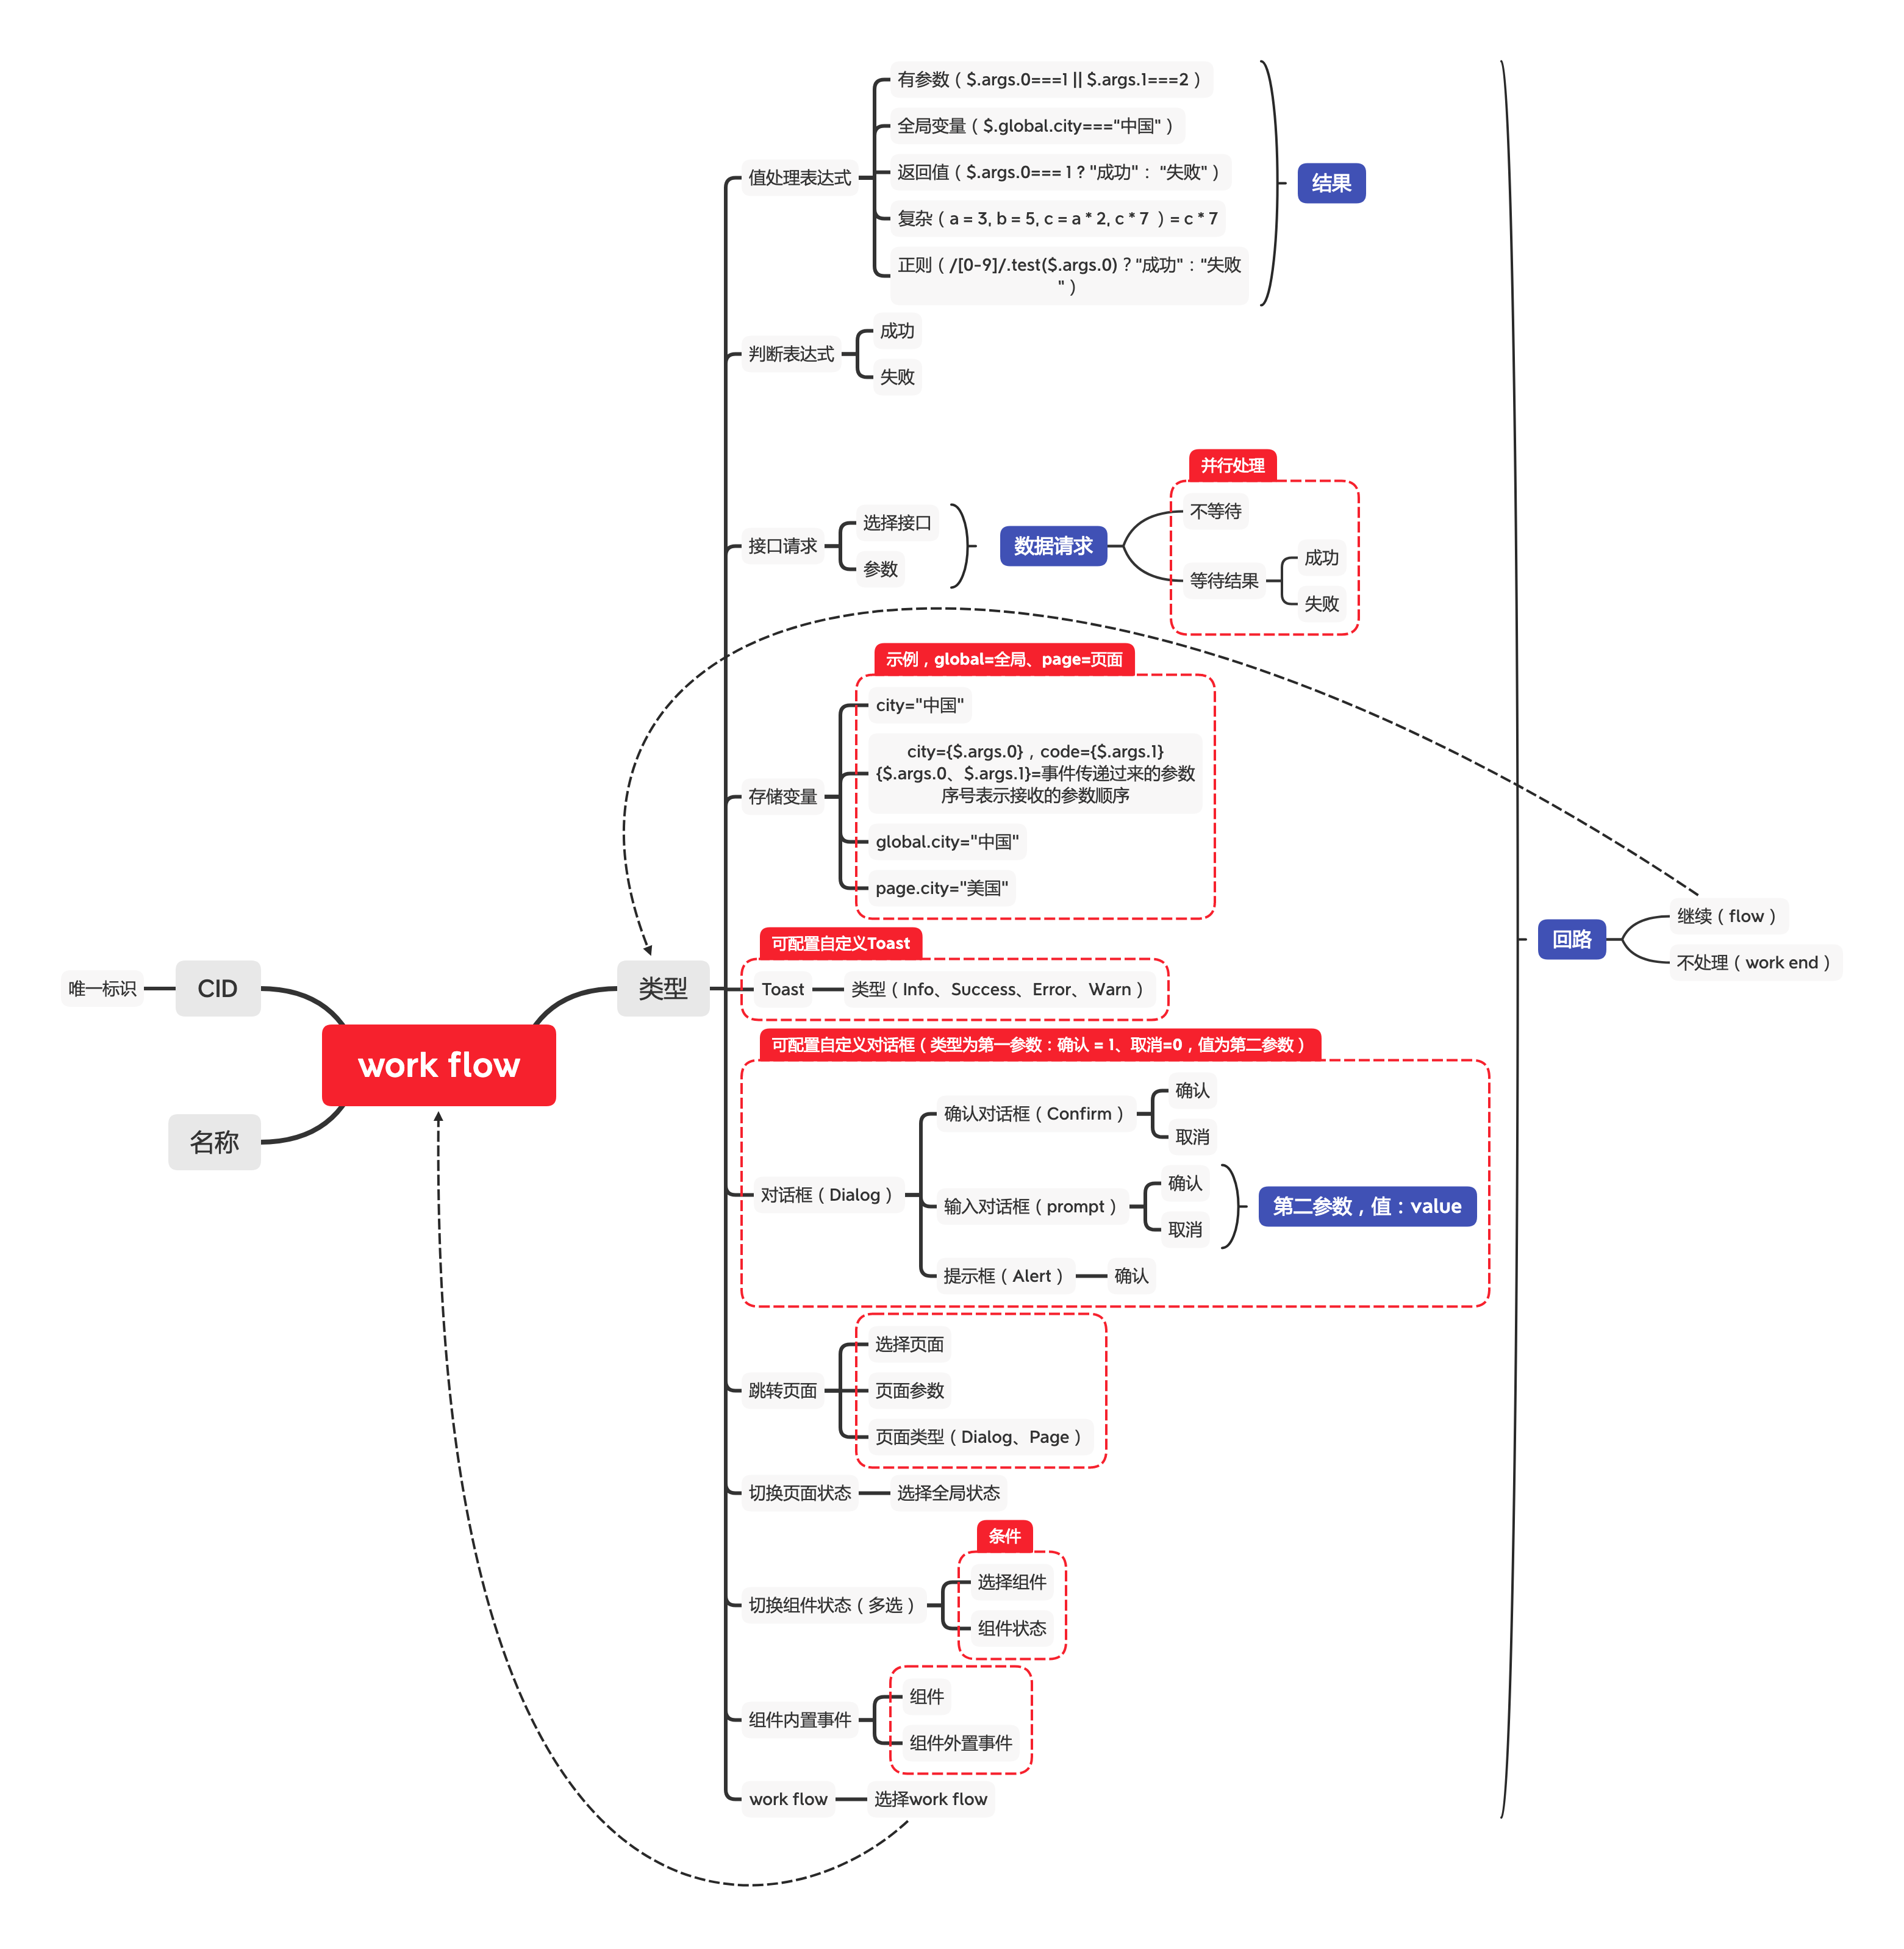 有参数（$.args.0===1 || $.args.1===2）
全局变量（$.global.city==="中国"）
返回值（$.args.0=== 1 ? "成功"： "失败"）
复杂（a = 3, b = 5, c = a * 2, c * 7 ）= c * 7
正则（/[0-9]/.test($.args.0) ? "成功"："失败
"）
值处理表达式
结果
判断表达式
成功
失败
并行处理
接口请求
选择接口
参数
数据请求
不等待
等待结果
成功
失败
示例，global=全局、page=页面
存储变量
city="中国"
city={$.args.0}，code={$.args.1}
{$.args.0、$.args.1}=事件传递过来的参数
序号表示接收的参数顺序
global.city="中国"
page.city="美国"
回路
继续（flow）
不处理（work end）
可配置自定义Toast
Toast
类型（Info、Success、Error、Warn）
唯一标识
CID
类型
work flow
名称
可配置自定义对话框（类型为第一参数：确认 = 1、取消=0，值为第二参数）
对话框（Dialog）
确认对话框（Confirm）
确认
取消
输入对话框（prompt）
确认
取消
第二参数，值：value
提示框（Alert）
确认
跳转页面
选择页面
页面参数
页面类型（Dialog、Page）
切换页面状态
选择全局状态
条件
切换组件状态（多选）
选择组件
组件状态
组件内置事件
组件
组件外置事件
work flow
选择work flow